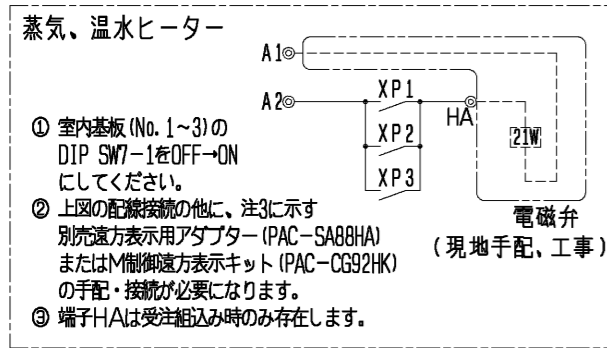 蒸気、温水ヒーター
A1
A2
XP1
XP2
XP3
HA
21W
電磁弁
(現地手配、工事)
① 室内基板(No.1~3)の
DIP SW7-1をOFF→ON
にしてください。
② 上図の配線接続の他に、注3に示す
別売遠方表示用アダプター(PAC-SA88HA)
またはM制御遠方表示キット(PAC-CG92HK)
の手配・接続が必要になります。
③ 端子HAは受注組込み時のみ存在します。